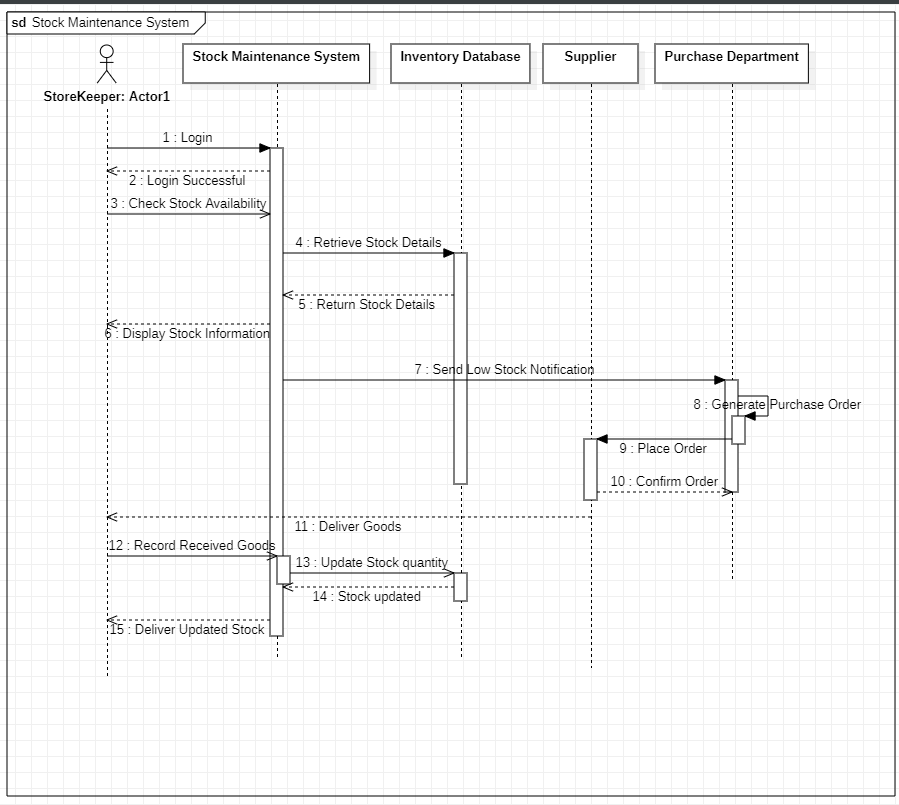 sd Stock Maintenance System
Stock Maintenance System
Inventory Database
Supplier
Purchase Department
StoreKeeper: Actor1
1 : Login
2 : Login Successful
3 : Check Stock Availability
4 : Retrieve Stock Details
5 : Return Stock Details
6 : Display Stock Information
7 : Send Low Stock Notification
8 : Generate Purchase Order
9 : Place Order
10 : Confirm Order
11 : Deliver Goods
12 : Record Received Goods
13 : Update Stock quantity
14 : Stock updated
15 : Deliver Updated Stock